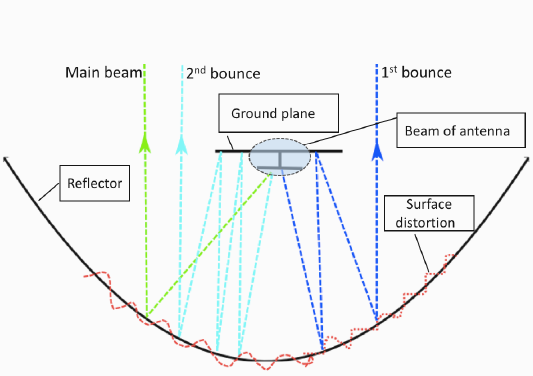 Main beam
2nd bounce
1st bounce
Ground plane
Beam of antenna
Reflector
Surface
distortion